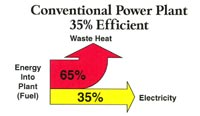 Conventional Power Plant
35% Efficient
Waste Heat
Energy
Into
Plant
(Fuel)
65%
35%
Electricity